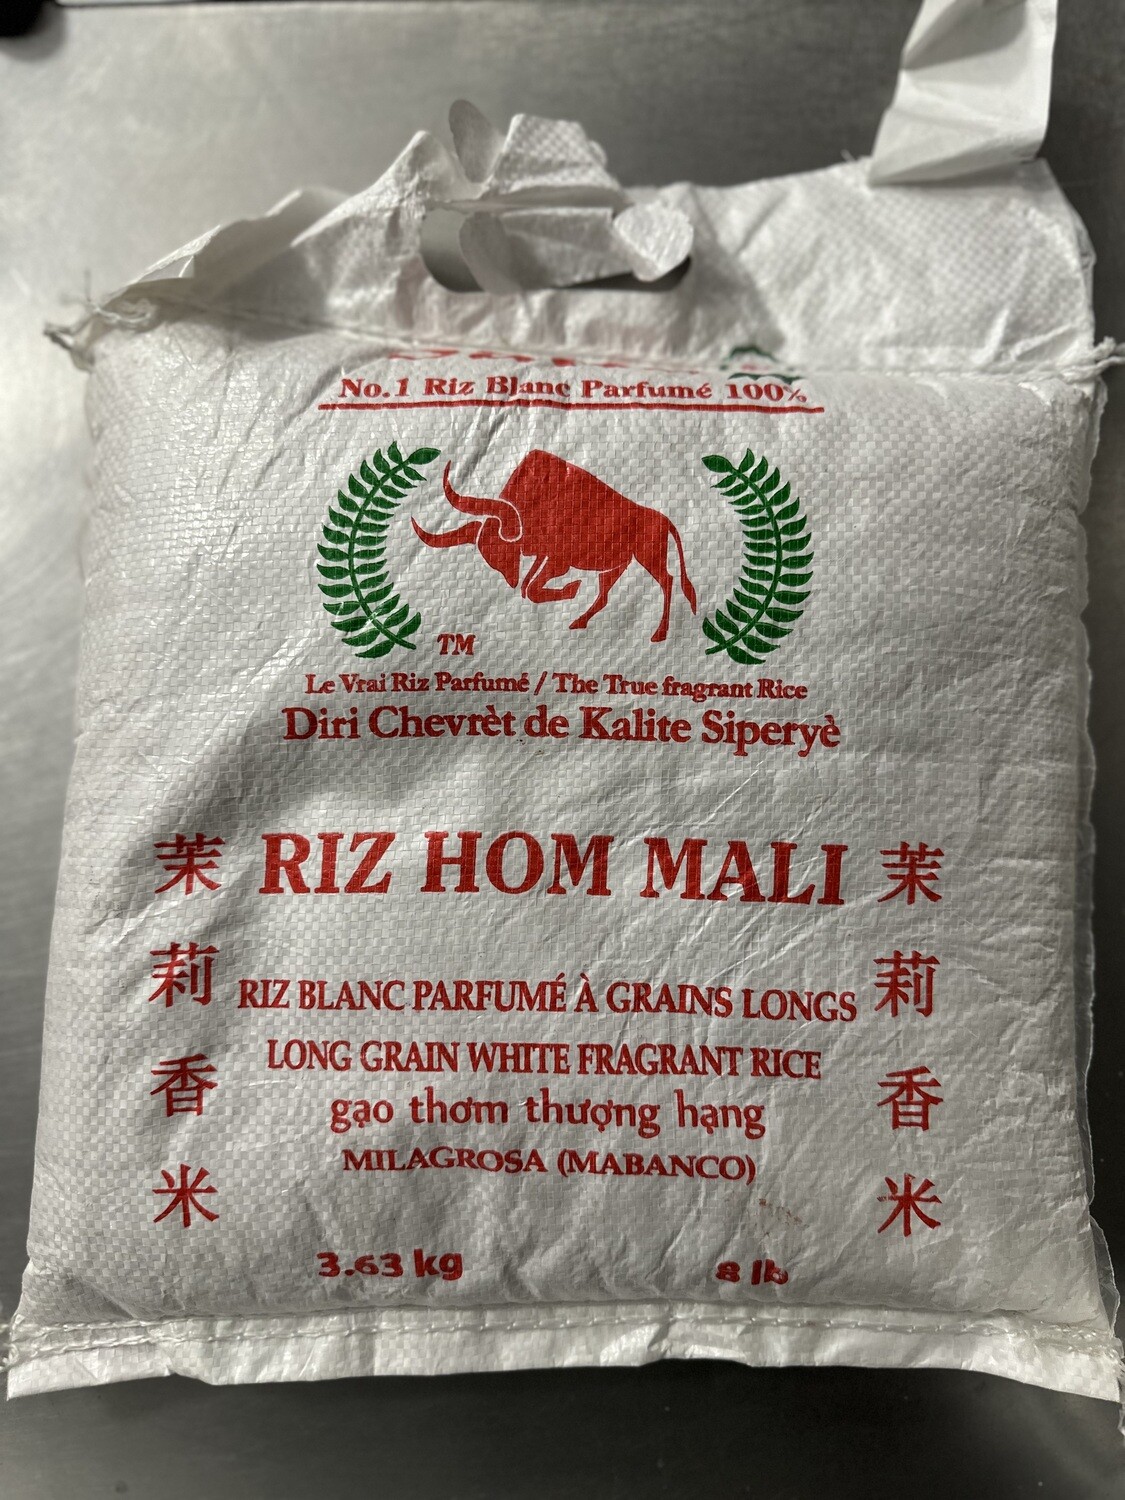 No.1 Riz Blanc Parfumé 100%
TM
Le Vrai Riz Parfumé / The True fragrant Rice
Diri Chevrèt de Kalite Siperyè
RIZ HOM MALI
茉莉香米
茉莉香米
RIZ BLANC PARFUMÉ À GRAINS LONGS
LONG GRAIN WHITE FRAGRANT RICE
gạo thơm thượng hạng
MILAGROSA (MABANCO)
3.63 kg 8 lb